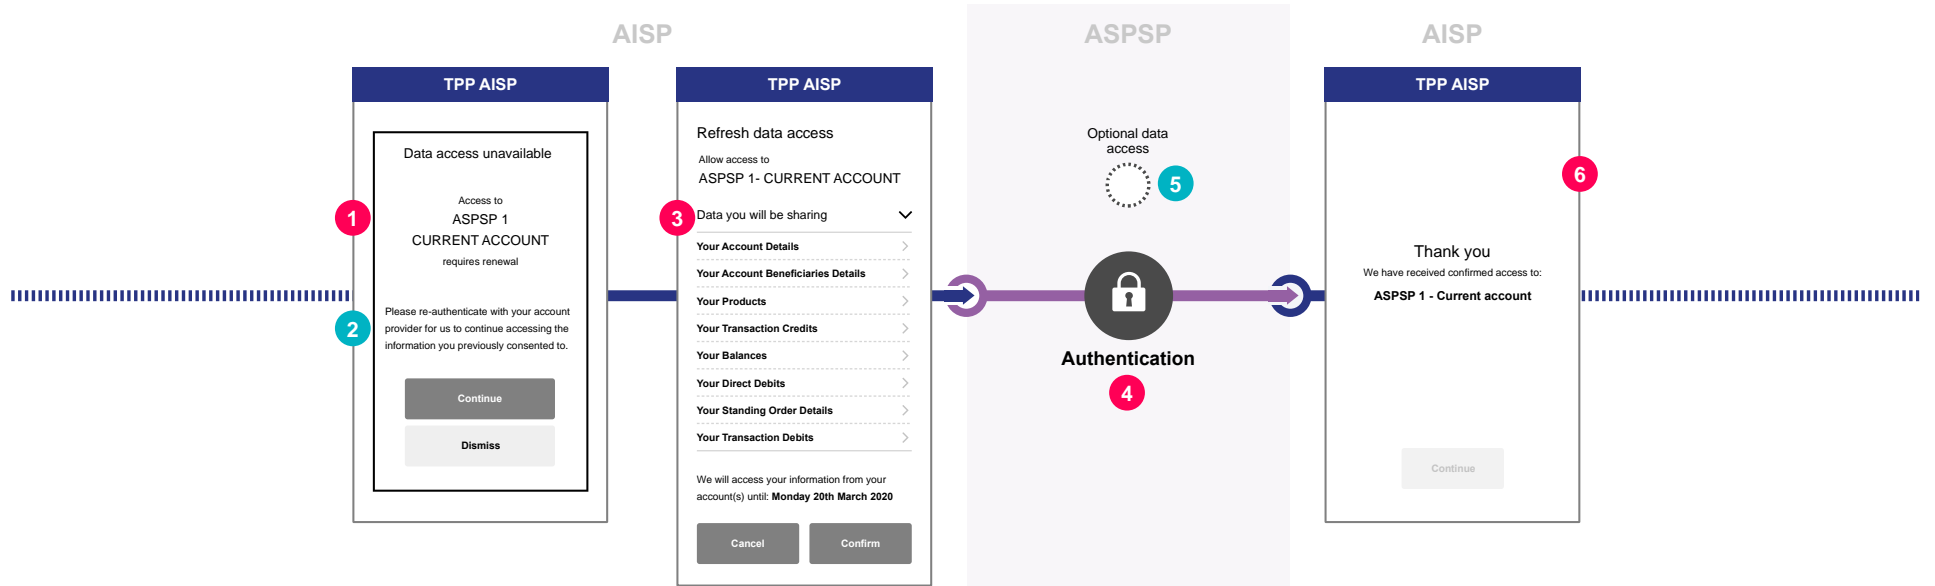 AISP
ASPSP
AISP
TPP AISP
Data access unavailable
Access to
ASPSP 1
CURRENT ACCOUNT
requires renewal
1
2
Please re-authenticate with your account
provider for us to continue accessing the
information you previously consented to.
Continue
Dismiss
TPP AISP
Refresh data access
Allow access to
ASPSP 1- CURRENT ACCOUNT
3
Data you will be sharing
Your Account Details
Your Account Beneficiaries Details
Your Products
Your Transaction Credits
Your Balances
Your Direct Debits
Your Standing Order Details
Your Transaction Debits
We will access your information from your
account(s) until: Monday 20th March 2020
Cancel
Confirm
Optional data
access
5
Authentication
4
TPP AISP
6
Thank you
We have received confirmed access to:
ASPSP 1 - Current account
Continue